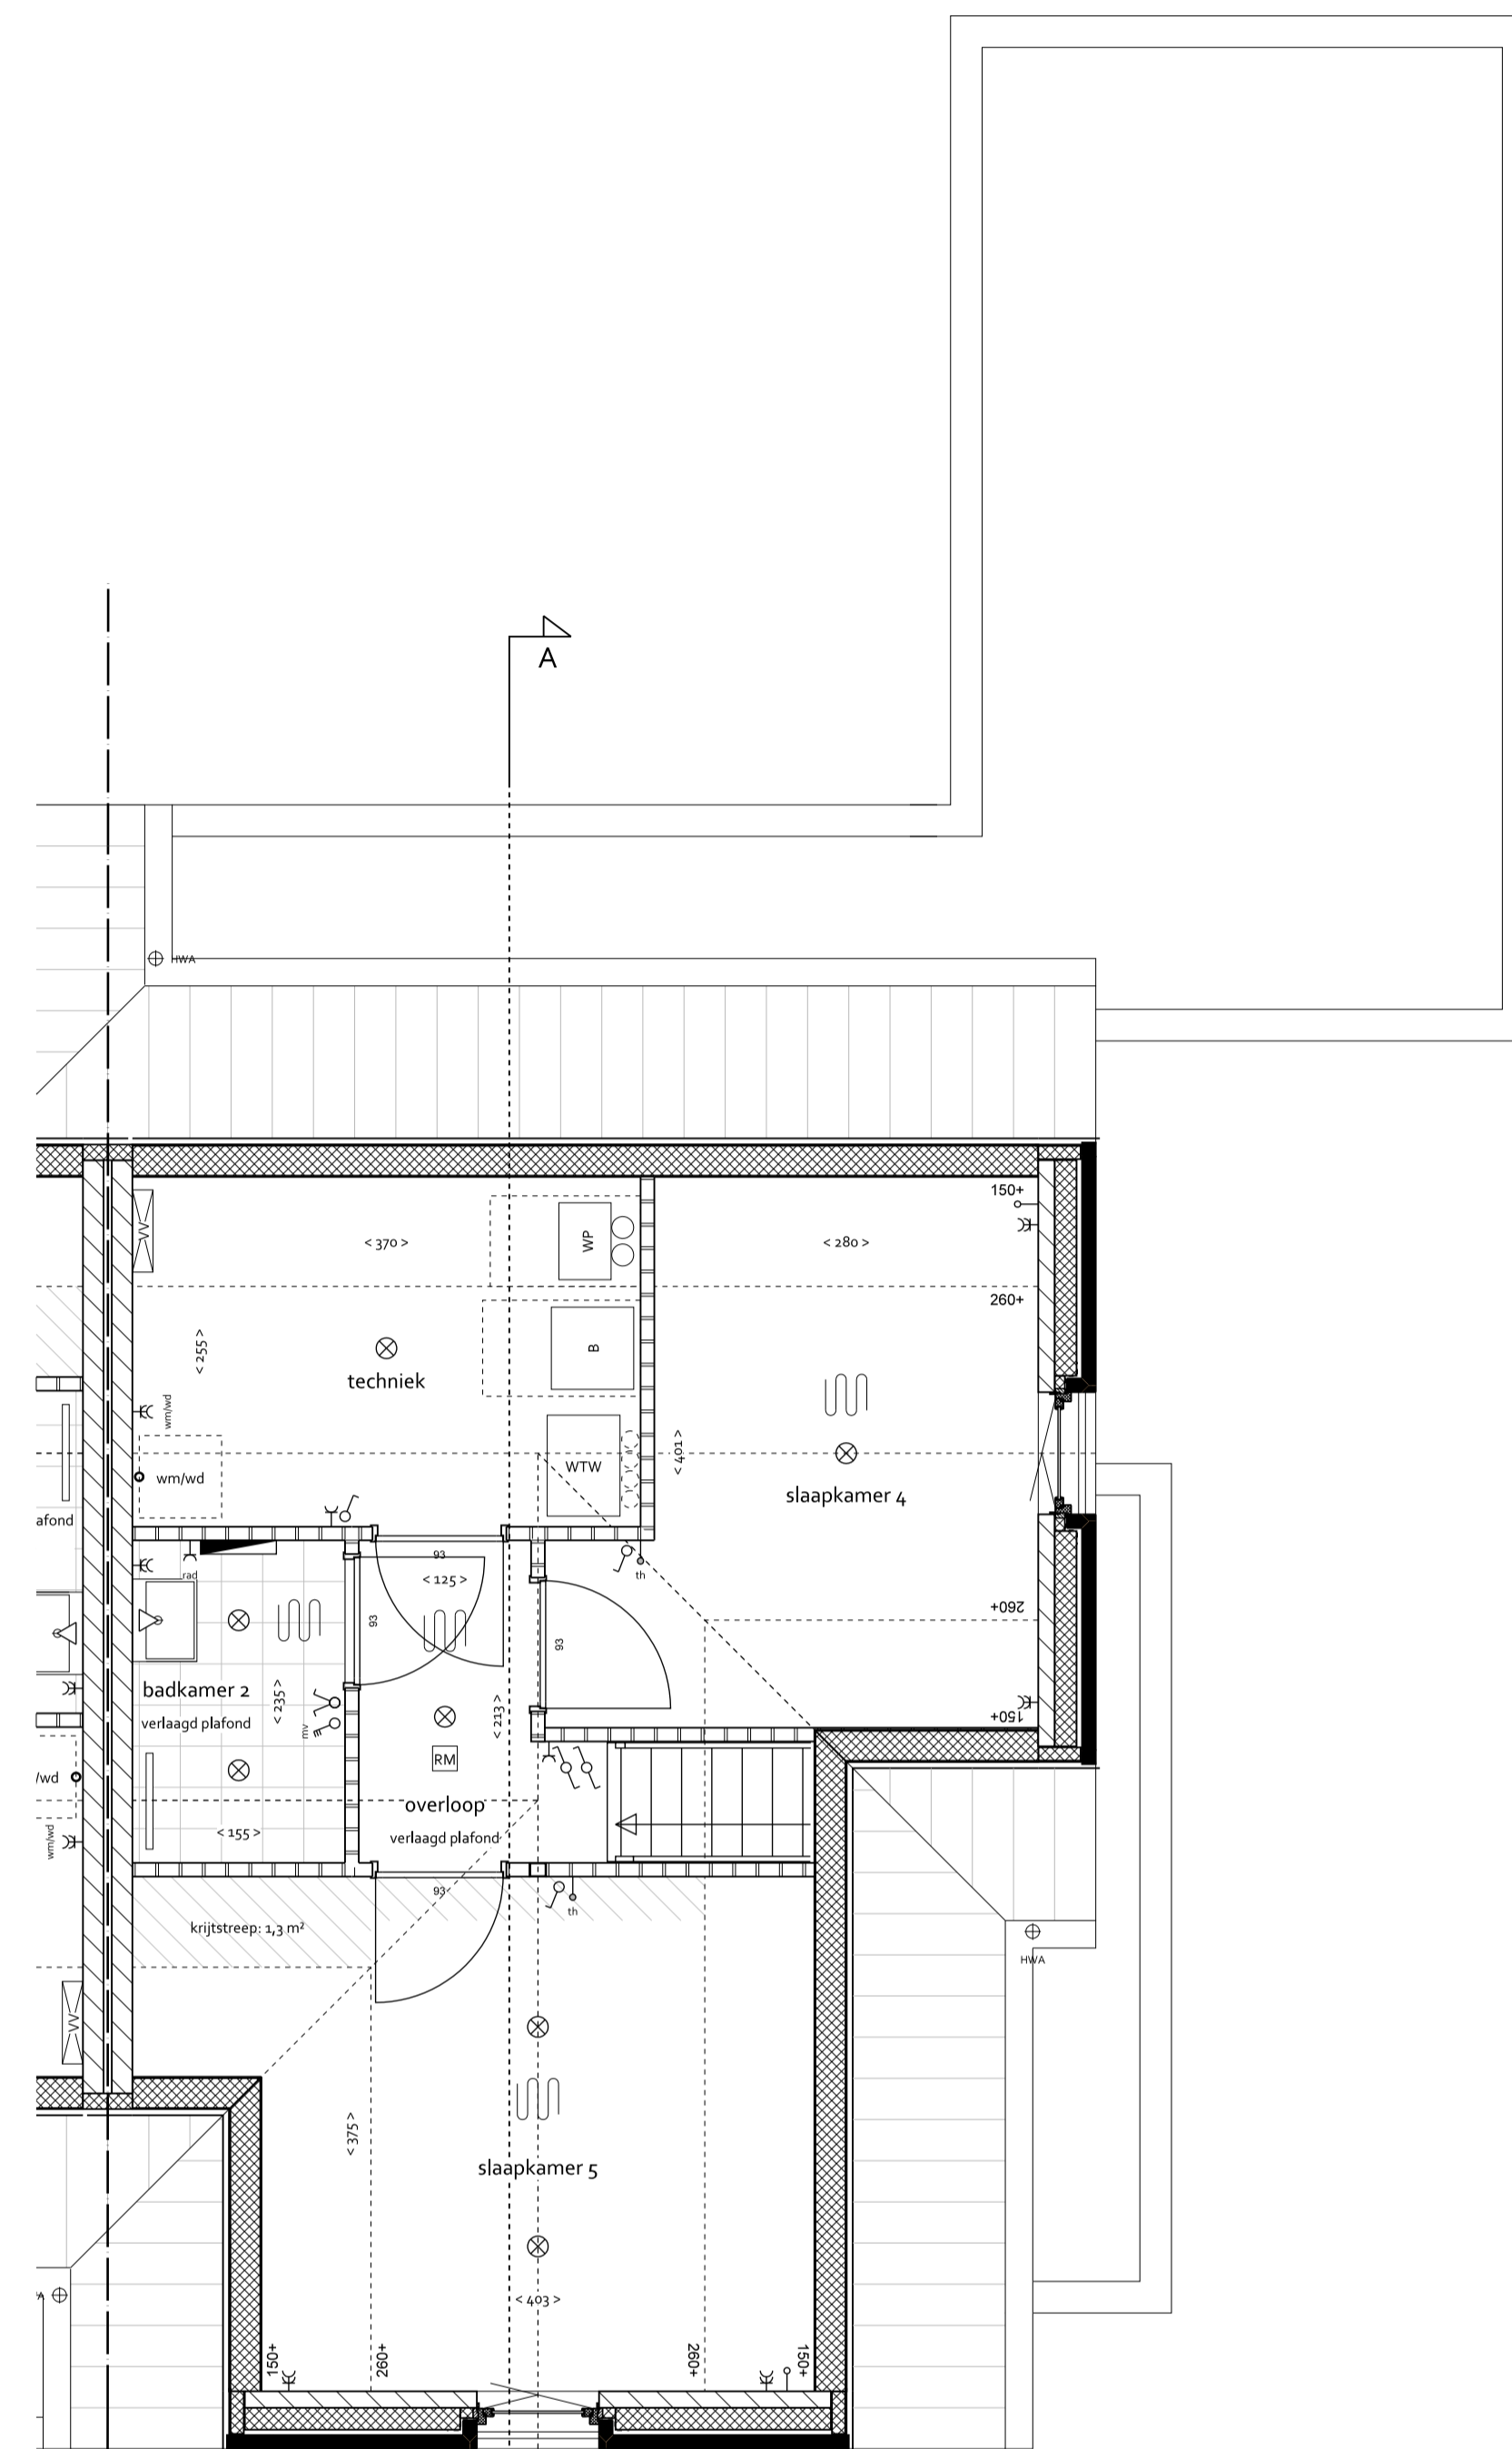 A
HWA
150+
VV
< 370 >
WP
< 280 >
260+
< 255 >
B
techniek
wm/wd
< 401 >
WTW
wm/wd
slaapkamer 4
afond
93
rad
< 125 >
th
260+
93
93
badkamer 2
< 235 >
< 213 >
verlaagd plafond
150+
mv
RM
/wd
overloop
wm/wd
< 155 >
verlaagd plafond
93
th
krijtstreep: 1,3 m²
HWA
VV
< 375 >
slaapkamer 5
A
< 403 >
150+
260+
260+
150+